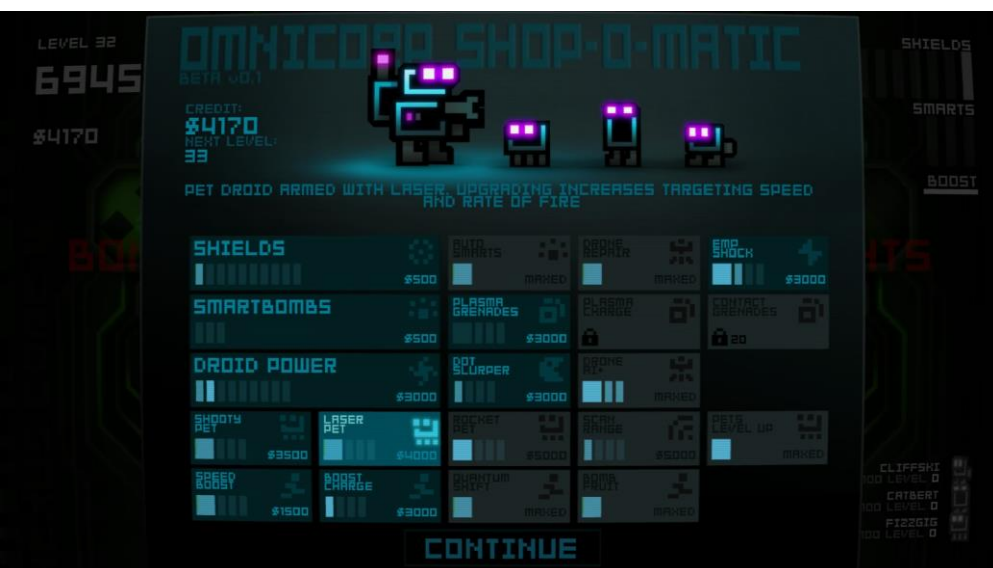 LEVEL 32
6945
$4170
OMNICORP SHOP-O-MATIC
BETA v0.1
CREDIT:
$4170
NEXT LEVEL:
33
PET DROID ARMED WITH LASER. UPGRADING INCREASES TARGETING SPEED
AND RATE OF FIRE
SHIELDS
$500
AUTO
SMARTS
MAXED
DRONE
REPAIR
MAXED
EMP
SHOCK
$3000
SMARTBOMBS
$500
PLASMA
GRENADES
$3000
PLASMA
CHARGE
CONTACT
GRENADES
20
DROID POWER
$3000
DOT
SLURPER
$3000
DRONE
AI+
MAXED
SHOOTY
PET
$3500
LASER
PET
$4000
ROCKET
PET
$5000
SCAN
RANGE
$5000
PETS
LEVEL UP
MAXED
SPEED
BOOST
$1500
BOOST
CHARGE
$3000
QUANTUM
SHIFT
MAXED
BOMB
FRUIT
MAXED
CONTINUE
SHIELDS
SMARTS
BOOST
CLIFFSKI
100 LEVEL 0
CATBERT
100 LEVEL 0
FIZZGIG
100 LEVEL 0